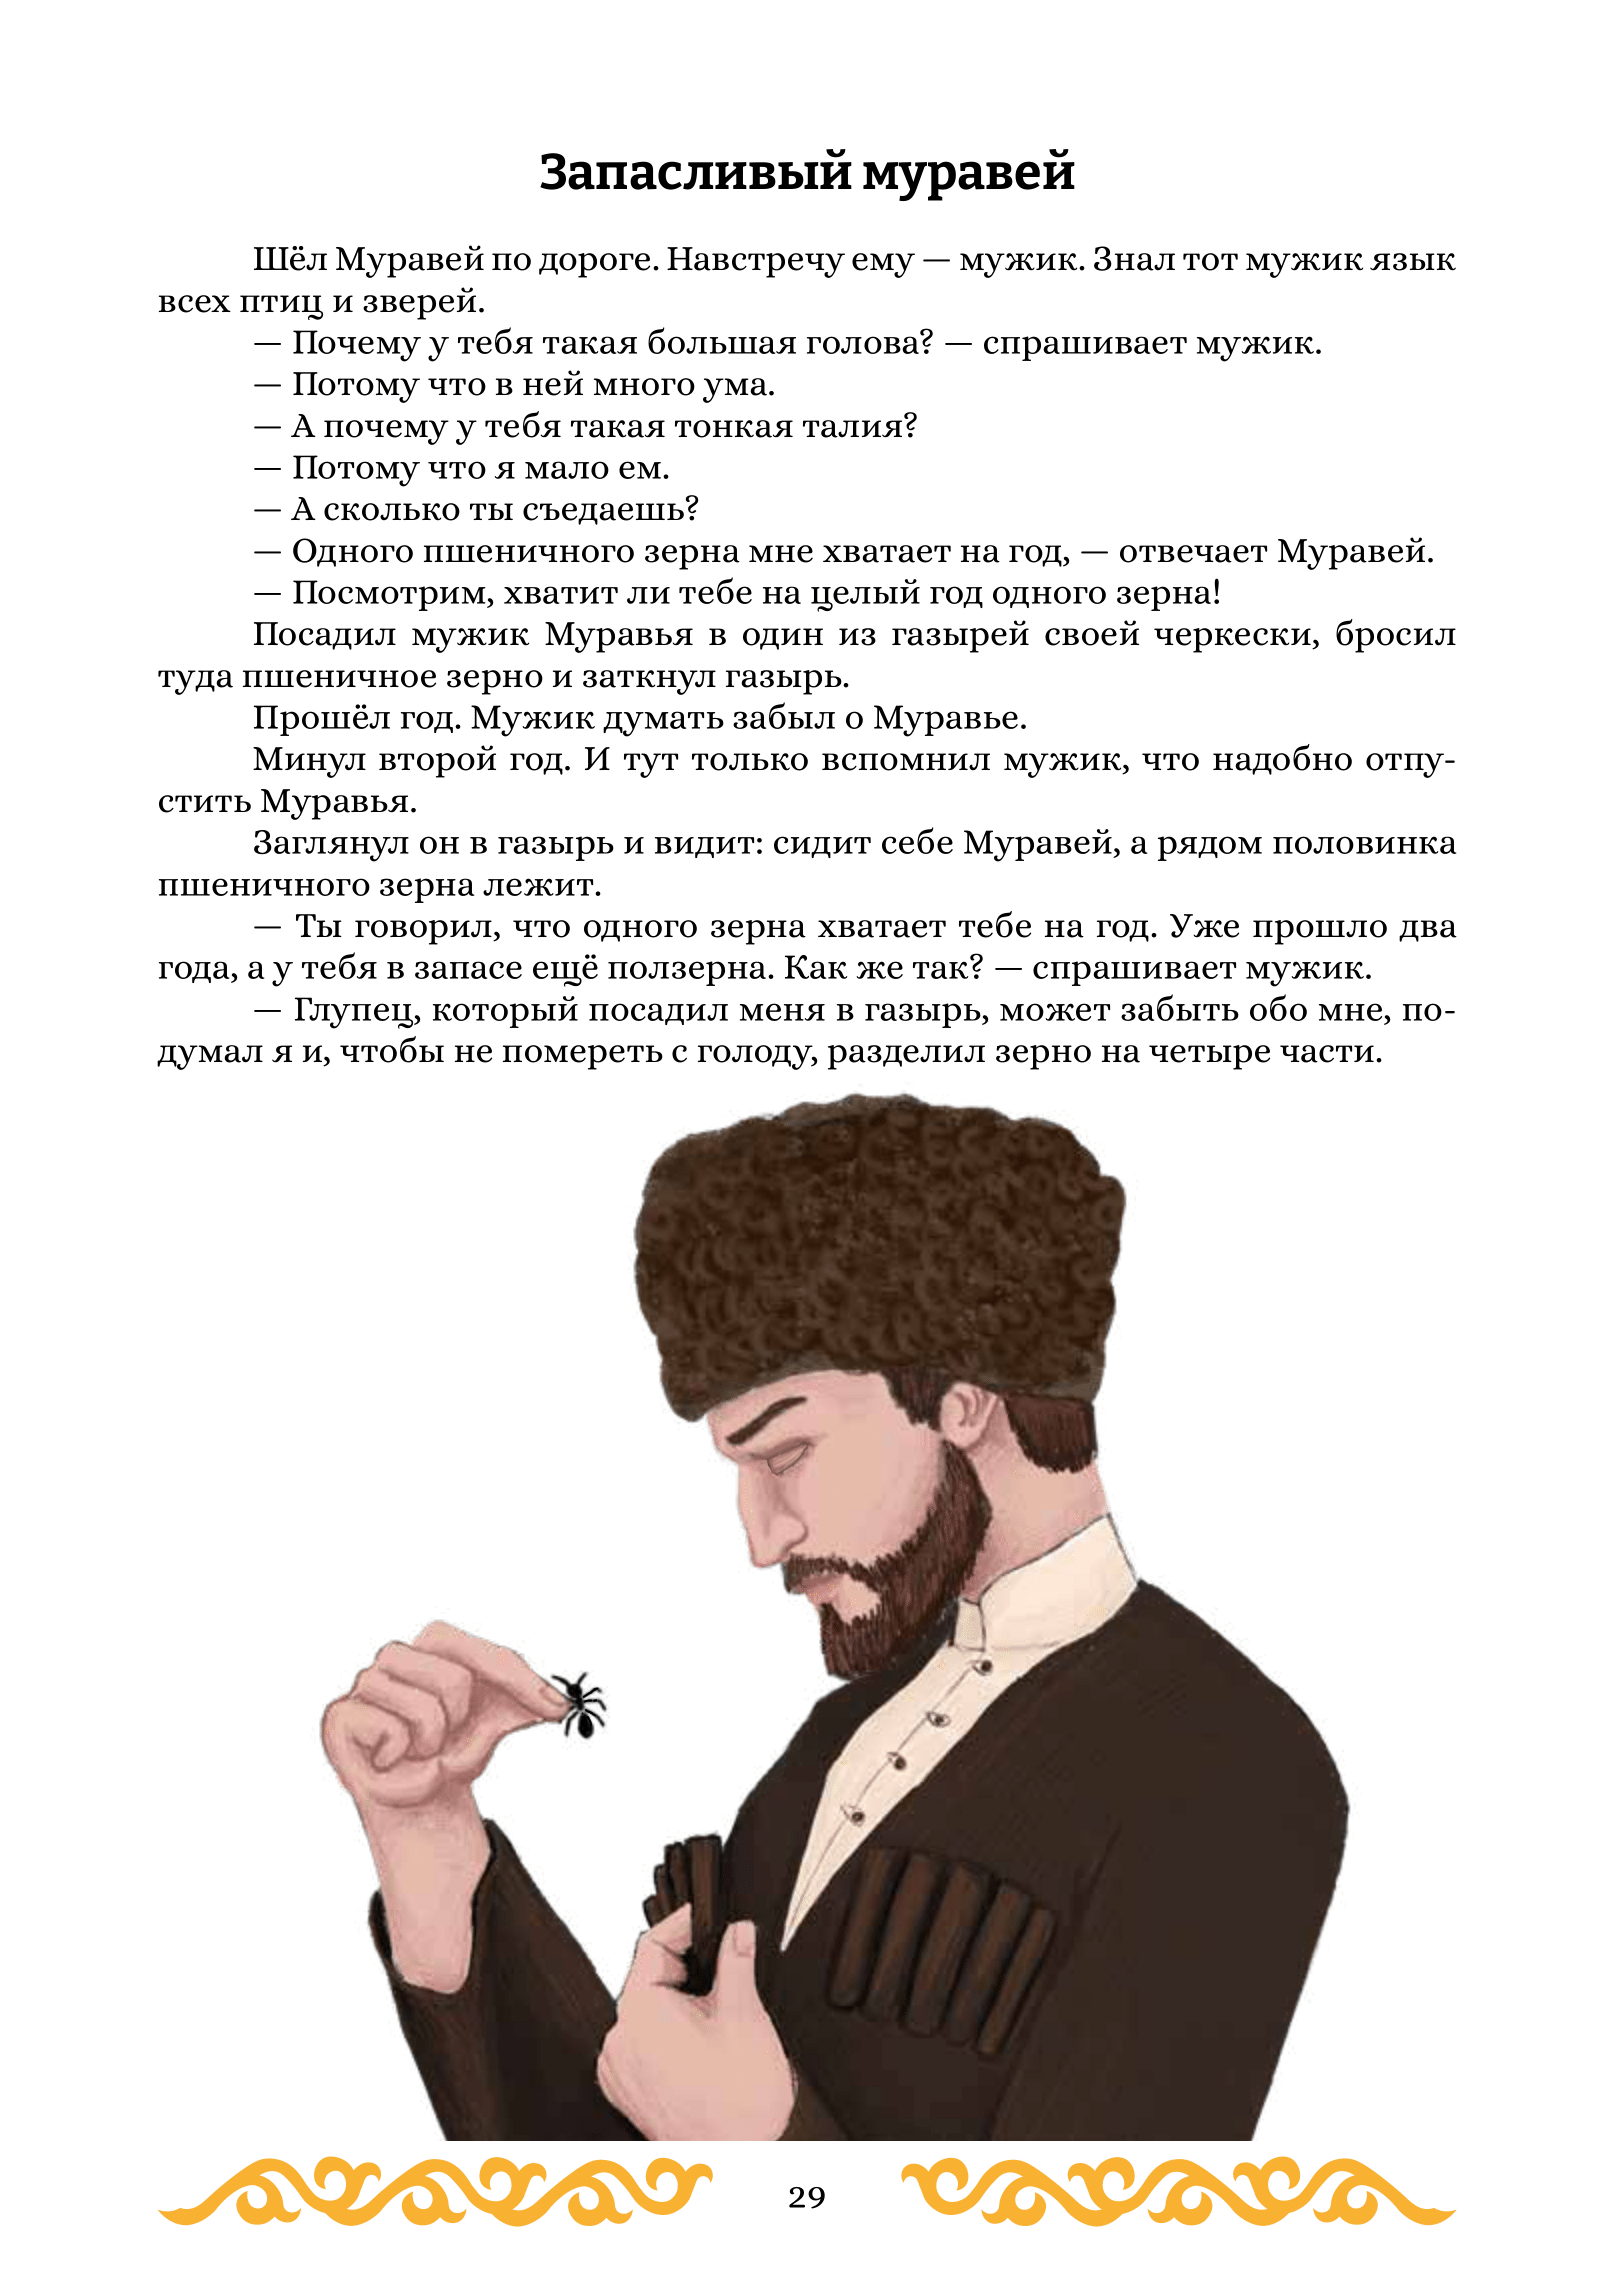 Запасливый муравей
Шёл Муравей по дороге. Навстречу ему — мужик. Знал тот мужик язык
всех птиц и зверей.
— Почему у тебя такая большая голова? — спрашивает мужик.
— Потому что в ней много ума.
— А почему у тебя такая тонкая талия?
— Потому что я мало ем.
— А сколько ты съедаешь?
— Одного пшеничного зерна мне хватает на год, — отвечает Муравей.
— Посмотрим, хватит ли тебе на целый год одного зерна!
Посадил мужик Муравья в один из газырей своей черкески, бросил
туда пшеничное зерно и заткнул газырь.
Прошёл год. Мужик думать забыл о Муравье.
Минул второй год. И тут только вспомнил мужик, что надобно отпу-
стить Муравья.
Заглянул он в газырь и видит: сидит себе Муравей, а рядом половинка
пшеничного зерна лежит.
— Ты говорил, что одного зерна хватает тебе на год. Уже прошло два
года, а у тебя в запасе ещё ползерна. Как же так? — спрашивает мужик.
— Глупец, который посадил меня в газырь, может забыть обо мне, по-
думал я и, чтобы не помереть с голоду, разделил зерно на четыре части.
29